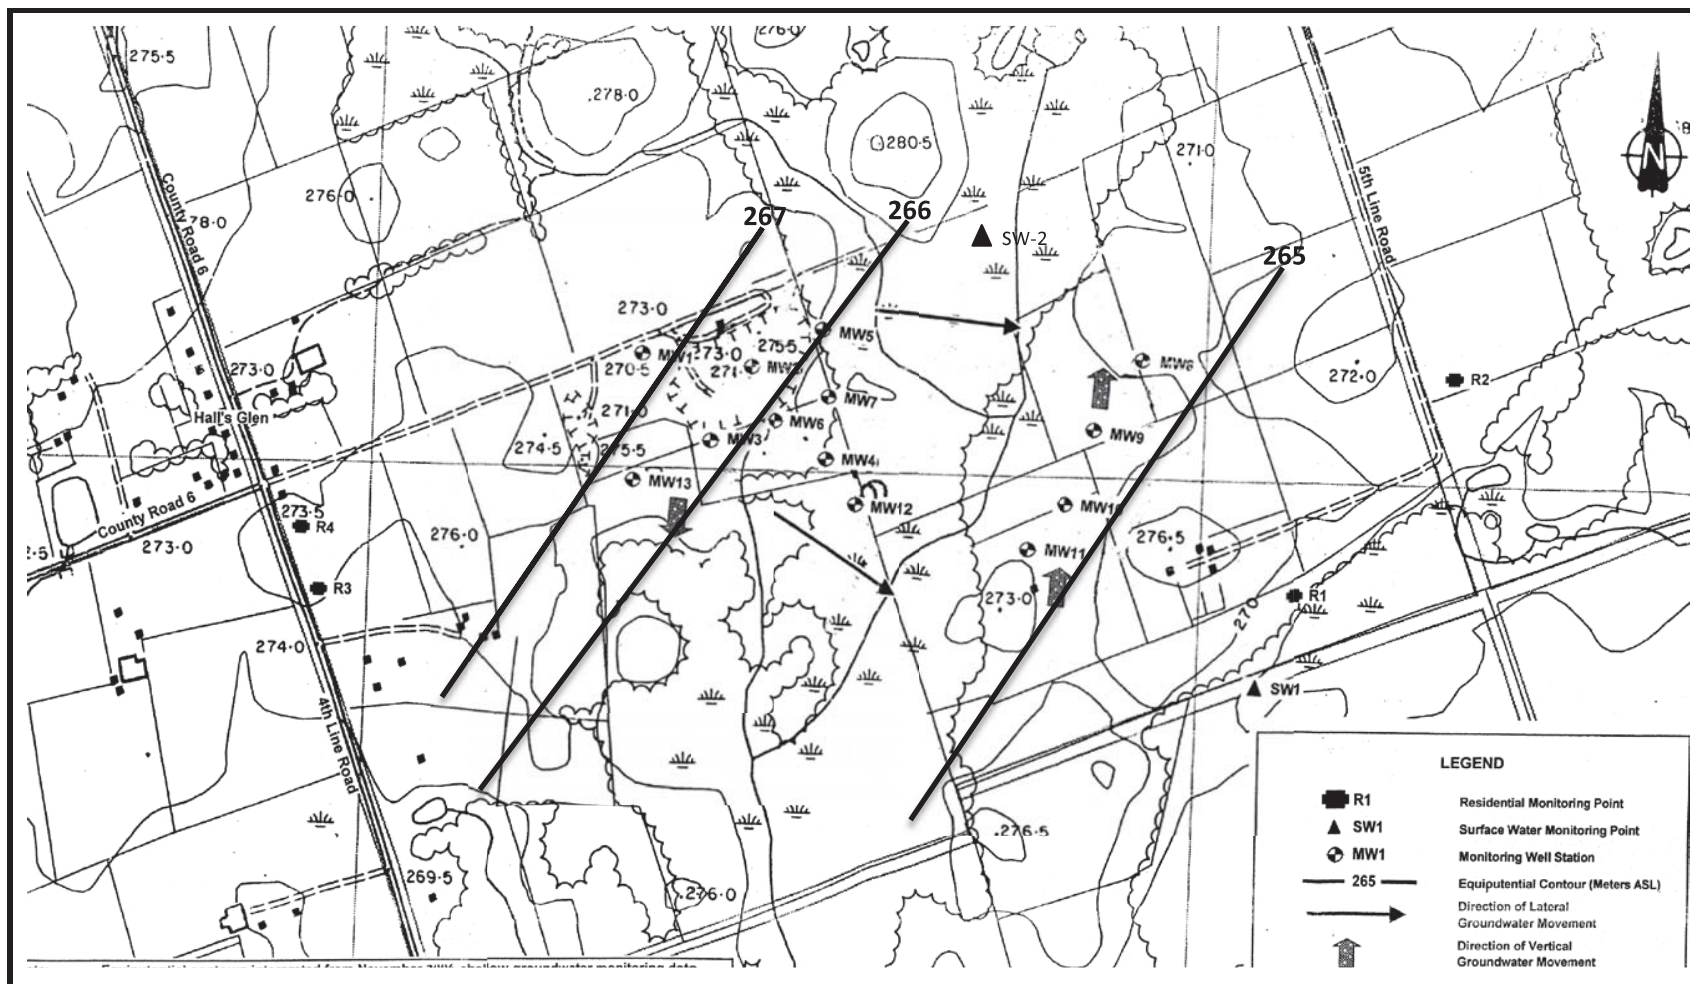 276.0
275.5
.278.0
280.5
271.0
276.0
78.0
County Road 6
5th Line Road
N
267
266
265
SW-2
273.0
MW5
MW1
273.0
275.5
270.5
271.
MW8
272.0
R2
273.0
MW7
Hall's Glen
271.0
MW6
MW9
274.5
275.5
MW3
MW4
MW13
MW12
273.5
R4
County Road 6
273.0
2.5
276.0
276.5
MW11
R3
273.0
R1
270
274.0
SW1
4th Line Road
LEGEND
R1 Residential Monitoring Point
SW1 Surface Water Monitoring Point
MW1 Monitoring Well Station
265 Equiputential Contour (Meters ASL)
Direction of Lateral
Groundwater Movement
Direction of Vertical
Groundwater Movement
.276.5
269.5
.276.0